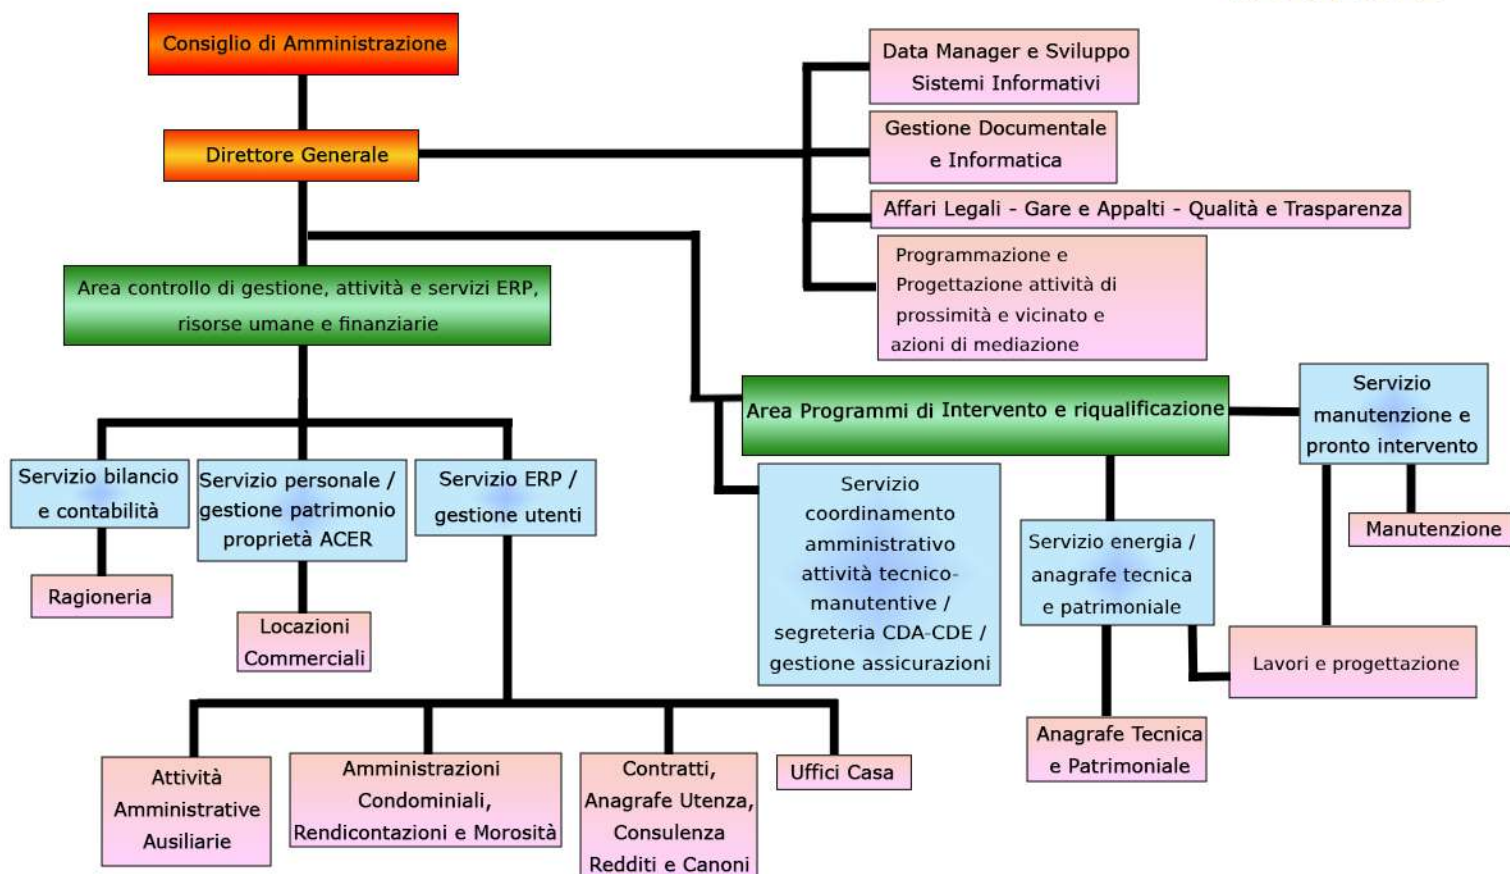 Consiglio di Amministrazione
Direttore Generale
Data Manager e Sviluppo
Sistemi Informativi
Gestione Documentale
e Informatica
Affari Legali - Gare e Appalti - Qualità e Trasparenza
Programmazione e
Progettazione attività di
prossimità e vicinato e
azioni di mediazione
Area controllo di gestione, attività e servizi ERP,
risorse umane e finanziarie
Area Programmi di Intervento e riqualificazione
Servizio
manutenzione e
pronto intervento
Servizio bilancio
e contabilità
Servizio personale /
gestione patrimonio
proprietà ACER
Servizio ERP /
gestione utenti
Servizio
coordinamento
amministrativo
attività tecnico-
manutentive /
segreteria CDA-CDE /
gestione assicurazioni
Servizio energia /
anagrafe tecnica
e patrimoniale
Manutenzione
Ragioneria
Locazioni
Commerciali
Lavori e progettazione
Anagrafe Tecnica
e Patrimoniale
Attività
Amministrative
Ausiliarie
Amministrazioni
Condominiali,
Rendicontazioni e Morosità
Contratti,
Anagrafe Utenza,
Consulenza
Redditi e Canoni
Uffici Casa